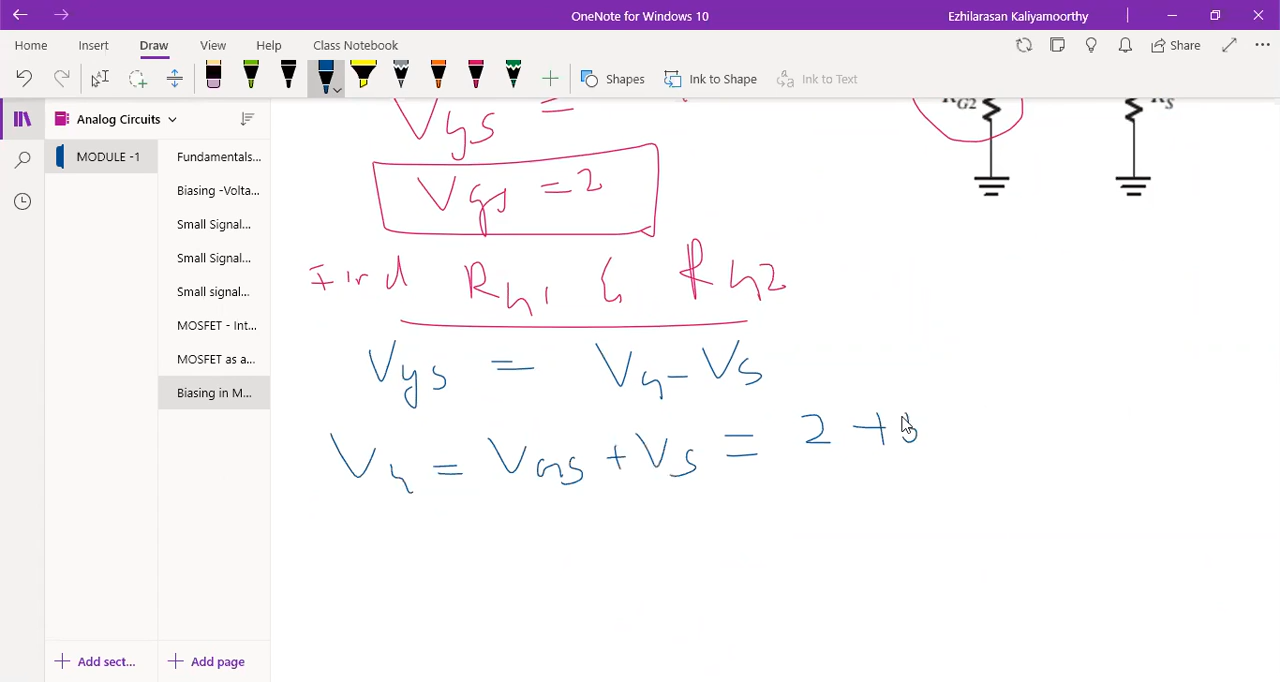 OneNote for Windows 10
Ezhilarasan Kaliyamoorthy
Home Insert Draw View Help Class Notebook
Share
Shapes Ink to Shape Ink to Text
Analog Circuits
MODULE -1
Fundamentals...
Biasing -Volta...
Small Signal...
Small Signal...
Small signal...
MOSFET - Int...
MOSFET as a...
Biasing in M...
Add sect...
Add page
RG2
RS
VGS =
VGS = 2
Find RG1 & RG2
VGS = VG - VS
VG = VGS + VS = 2 +